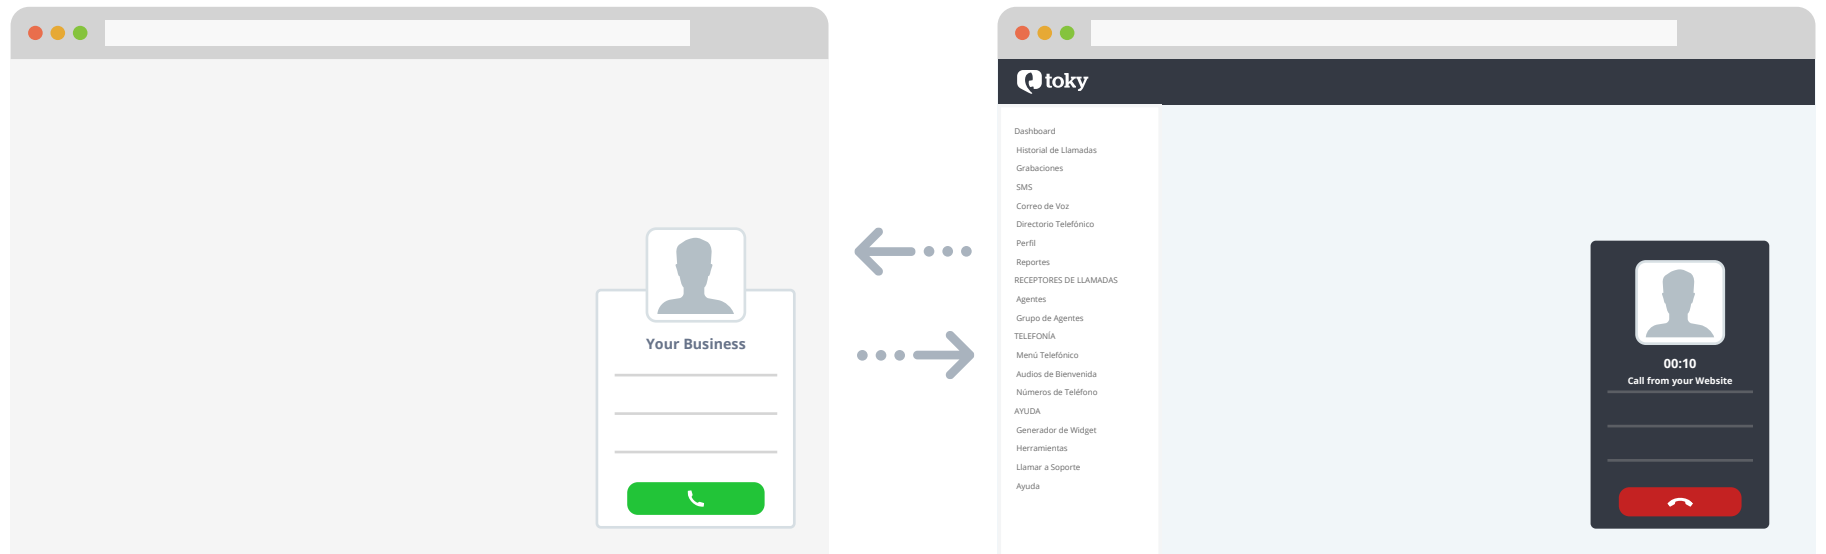 Your Business
toky
Dashboard
Historial de Llamadas
Grabaciones
SMS
Correo de Voz
Directorio Telefónico
Perfil
Reportes
RECEPTORES DE LLAMADAS
Agentes
Grupo de Agentes
TELEFONÍA
Menú Telefónico
Audios de Bienvenida
Números de Teléfono
AYUDA
Generador de Widget
Herramientas
Llamar a Soporte
Ayuda
00:10
Call from your Website